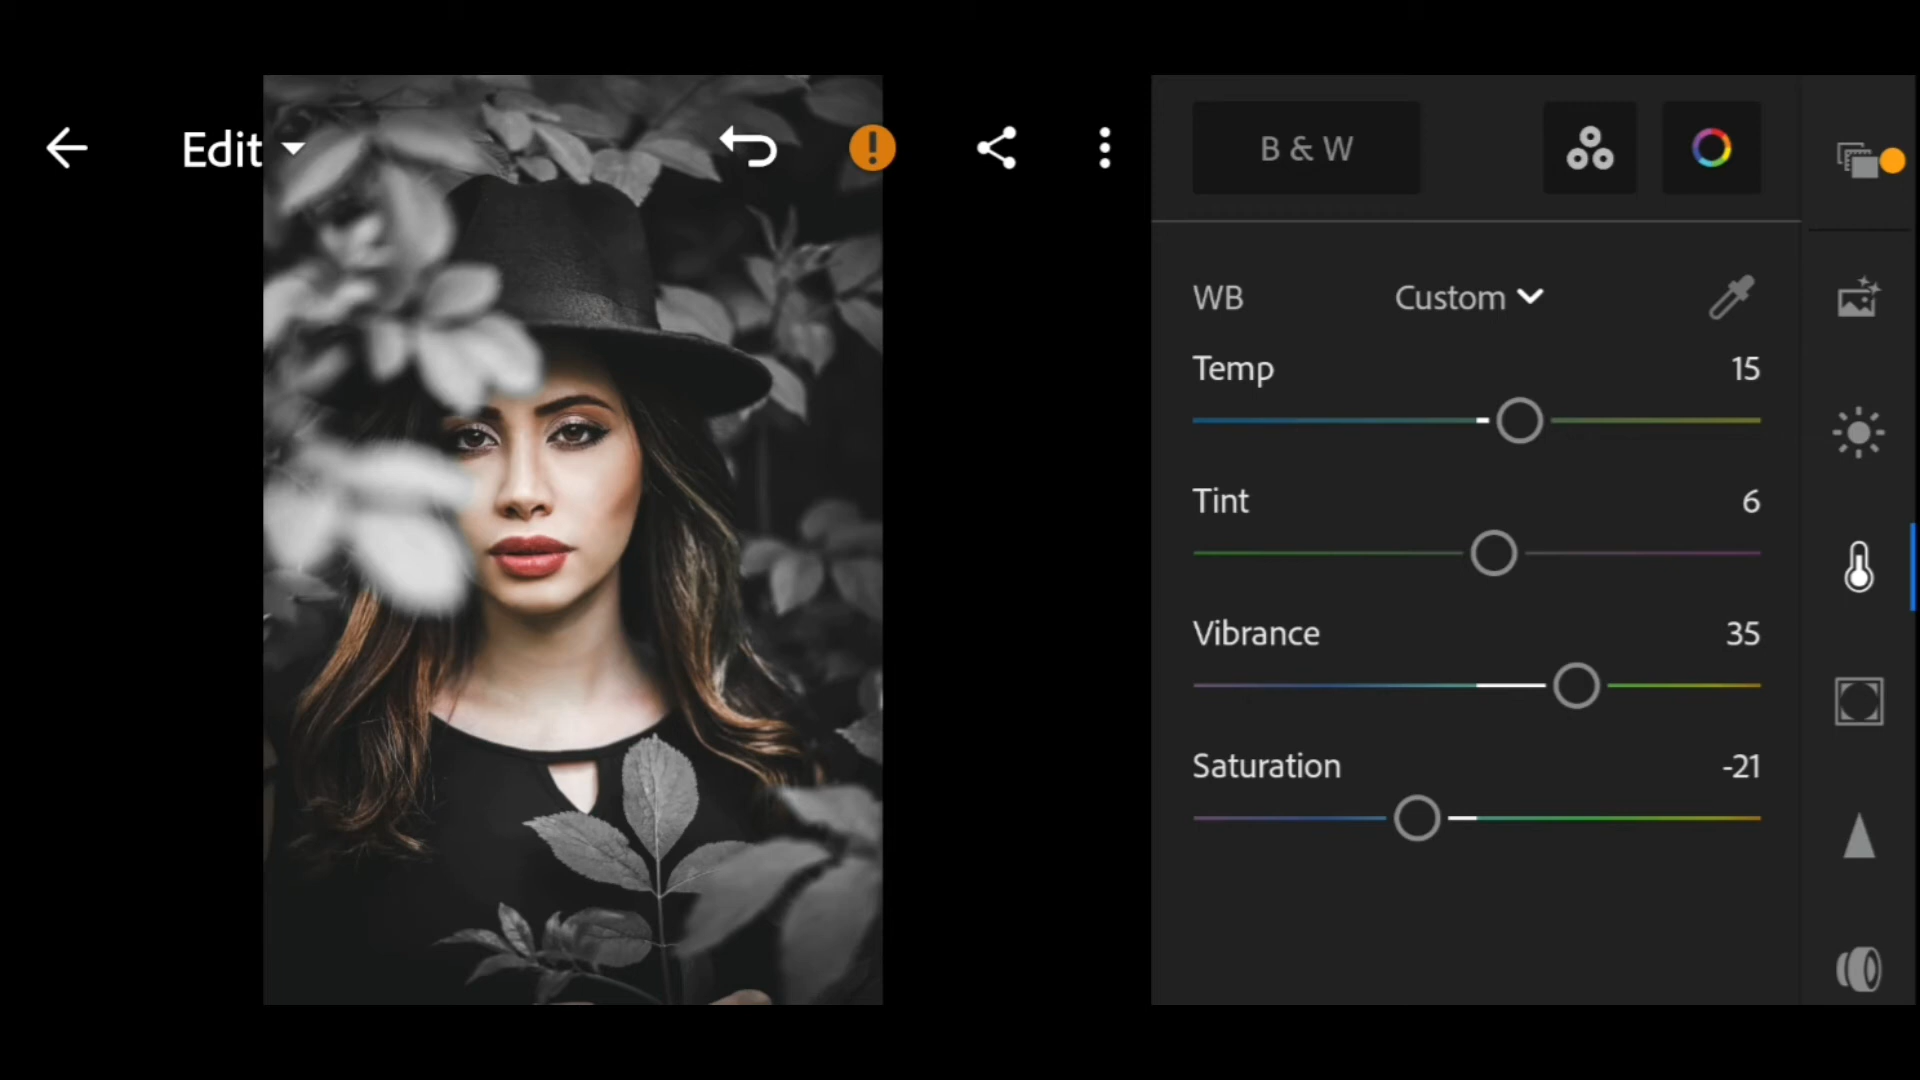 Edit
B & W
WB Custom
Temp 15
Tint 6
Vibrance 35
Saturation -21